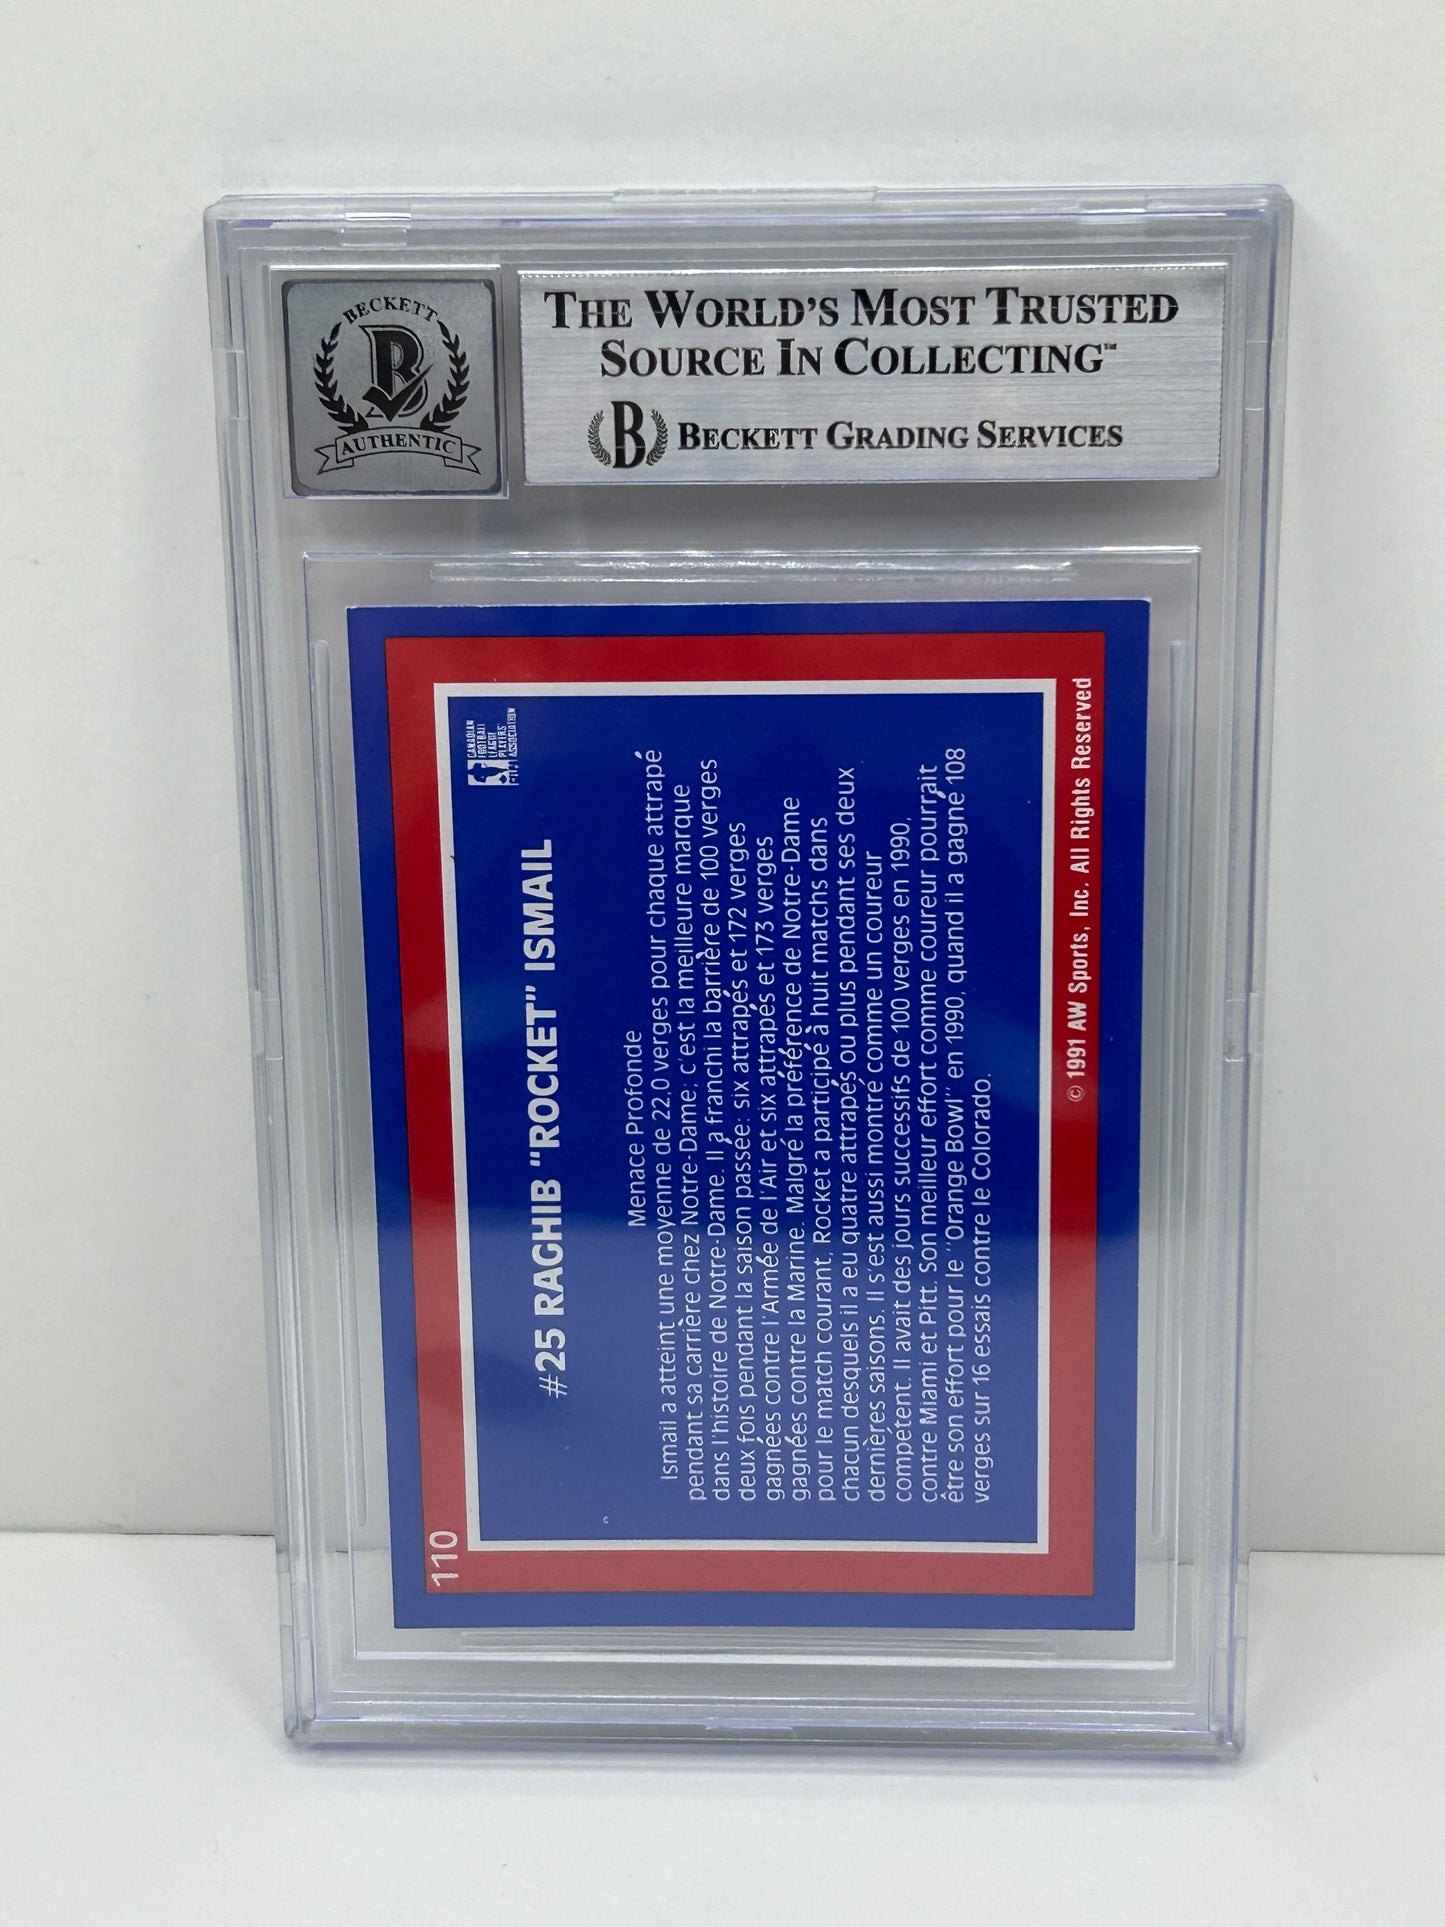 BECKETT
B
AUTHENTIC
THE WORLD'S MOST TRUSTED
SOURCE IN COLLECTING™
B BECKETT GRADING SERVICES
110
CANADIAN
FOOTBALL
LEAGUE
PLAYERS'
ASSOCIATION
#25 RAGHIB "ROCKET" ISMAIL
Menace Profonde
Ismail a atteint une moyenne de 22.0 verges pour chaque attrapé
pendant sa carrière chez Notre-Dame; c'est la meilleure marque
dans l'histoire de Notre-Dame. Il a franchi la barrière de 100 verges
deux fois pendant la saison passée: six attrapés et 172 verges
gagnées contre l'Armée de l'Air et six attrapés et 173 verges
gagnées contre la Marine. Malgré la préférence de Notre-Dame
pour le match courant, Rocket a participé à huit matchs dans
chacun desquels il a eu quatre attrapés ou plus pendant ses deux
dernières saisons. Il s'est aussi montré comme un coureur
compétent. Il avait des jours successifs de 100 verges en 1990,
contre Miami et Pitt. Son meilleur effort comme coureur pourrait
être son effort pour le "Orange Bowl" en 1990, quand il a gagné 108
verges sur 16 essais contre le Colorado.
© 1991 AW Sports, Inc. All Rights Reserved